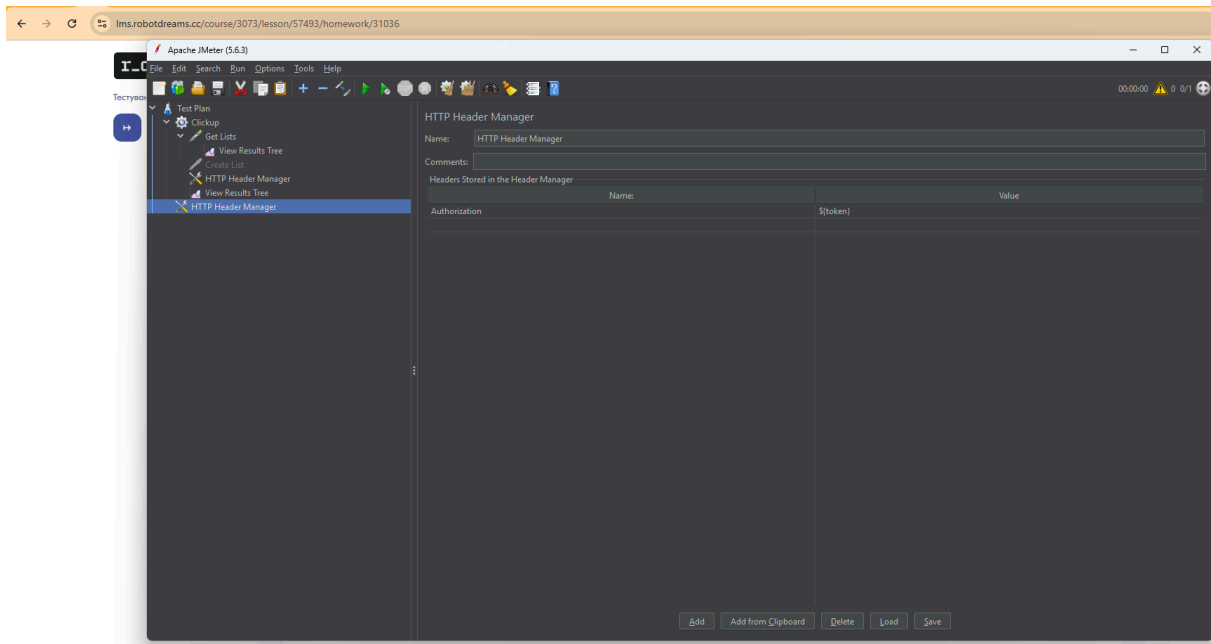 lms.robotdreams.cc/course/3073/lesson/57493/homework/31036
Apache JMeter (5.6.3)
File Edit Search Run Options Tools Help
00:00:00 0 0/1
Тестував
Test Plan
Clickup
Get Lists
View Results Tree
Create List
HTTP Header Manager
View Results Tree
HTTP Header Manager
HTTP Header Manager
Name: HTTP Header Manager
Comments:
Headers Stored in the Header Manager
Name: Value
Authorization ${token}
Add Add from Clipboard Delete Load Save